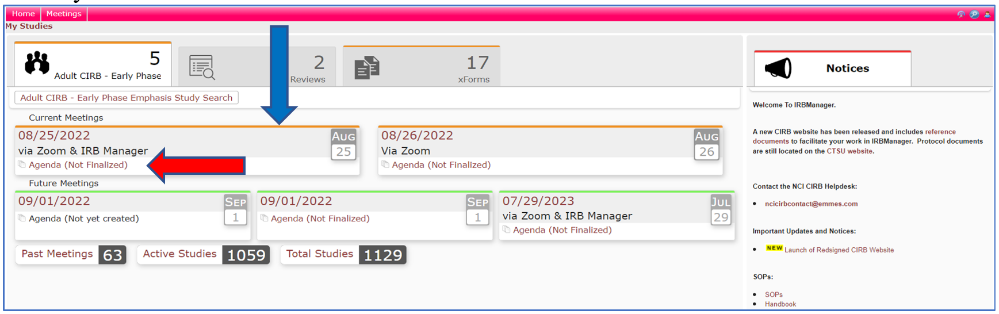 Home Meetings
My Studies
5
Adult CIRB - Early Phase
2
Reviews
17
xForms
Adult CIRB - Early Phase Emphasis Study Search
Current Meetings
08/25/2022
via Zoom & IRB Manager
Agenda (Not Finalized)
AUG
25
08/26/2022
Via Zoom
Agenda (Not Finalized)
AUG
26
Future Meetings
09/01/2022
Agenda (Not yet created)
SEP
1
09/01/2022
Agenda (Not Finalized)
SEP
1
07/29/2023
via Zoom & IRB Manager
Agenda (Not Finalized)
JUL
29
Past Meetings 63
Active Studies 1059
Total Studies 1129
Notices
Welcome To IRBManager.
A new CIRB website has been released and includes reference
documents to facilitate your work in IRBManager. Protocol documents
are still located on the CTSU website.
Contact the NCI CIRB Helpdesk:
• ncicirbcontact@emmes.com
Important Updates and Notices:
• NEW Launch of Redsigned CIRB Website
SOPs:
• SOPs
• Handbook